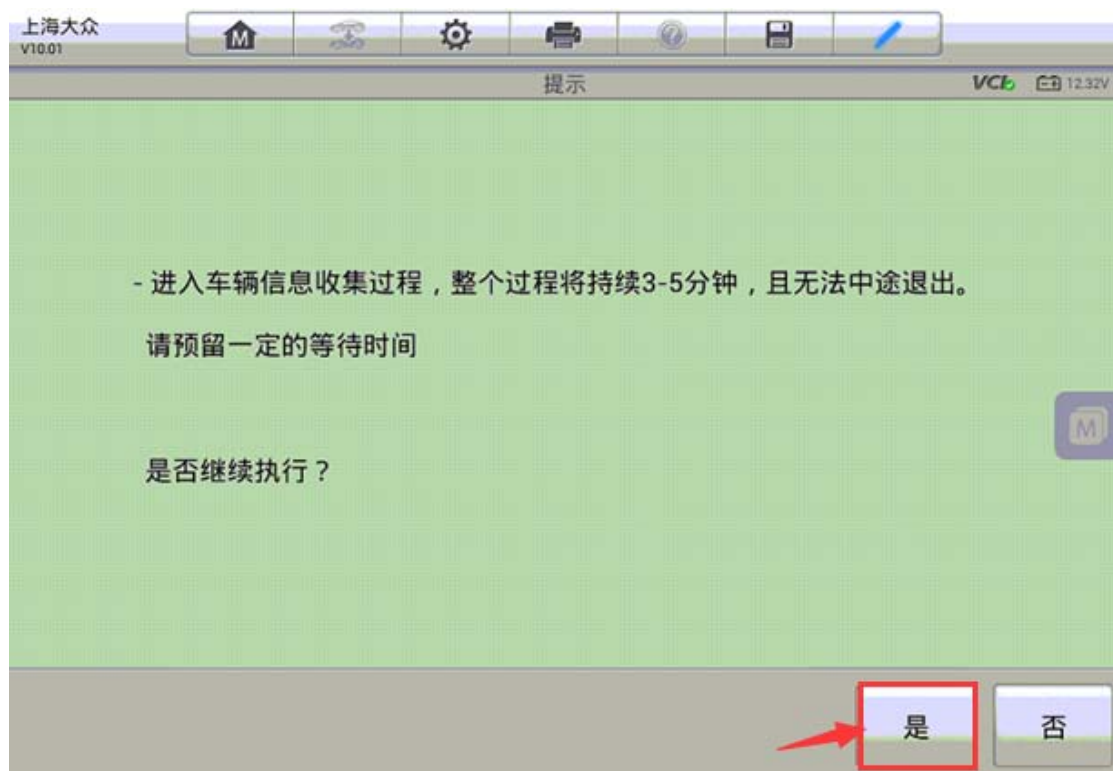 上海大众
V10.01
M
提示
VCI
12.32V
- 进入车辆信息收集过程，整个过程将持续3-5分钟，且无法中途退出。
请预留一定的等待时间
M
是否继续执行？
是
否